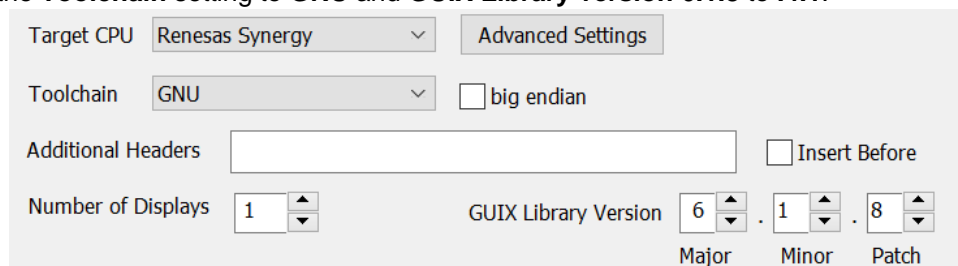 Target CPU Renesas Synergy Advanced Settings
Toolchain GNU big endian
Additional Headers Insert Before
Number of Displays 1 GUIX Library Version 6 . 1 . 8
Major Minor Patch